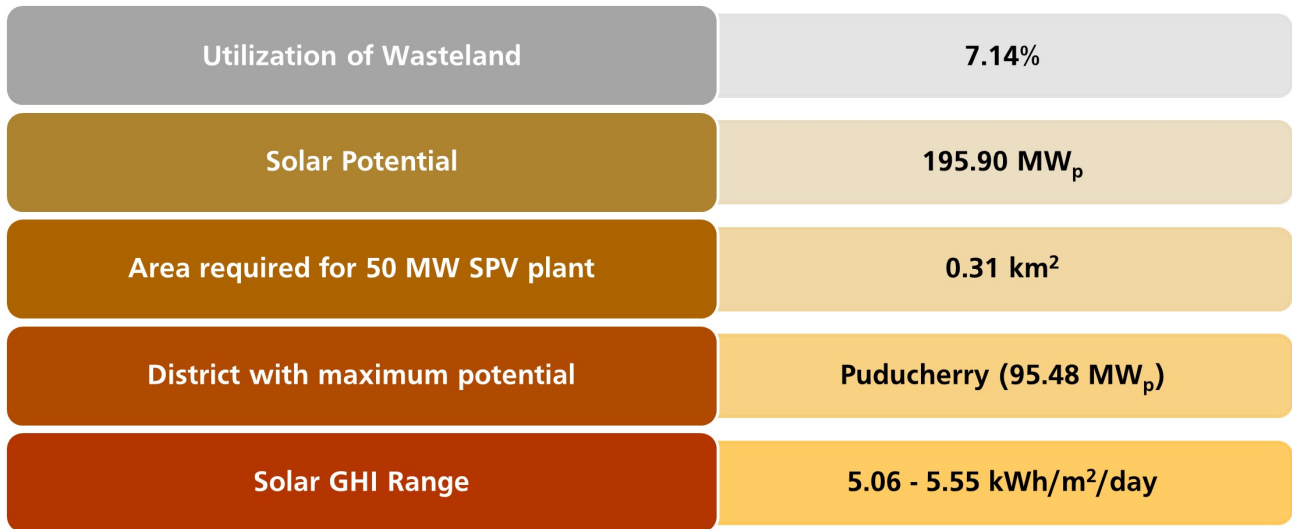 Utilization of Wasteland
7.14%
Solar Potential
195.90 MWp
Area required for 50 MW SPV plant
0.31 km²
District with maximum potential
Puducherry (95.48 MWp)
Solar GHI Range
5.06 - 5.55 kWh/m²/day